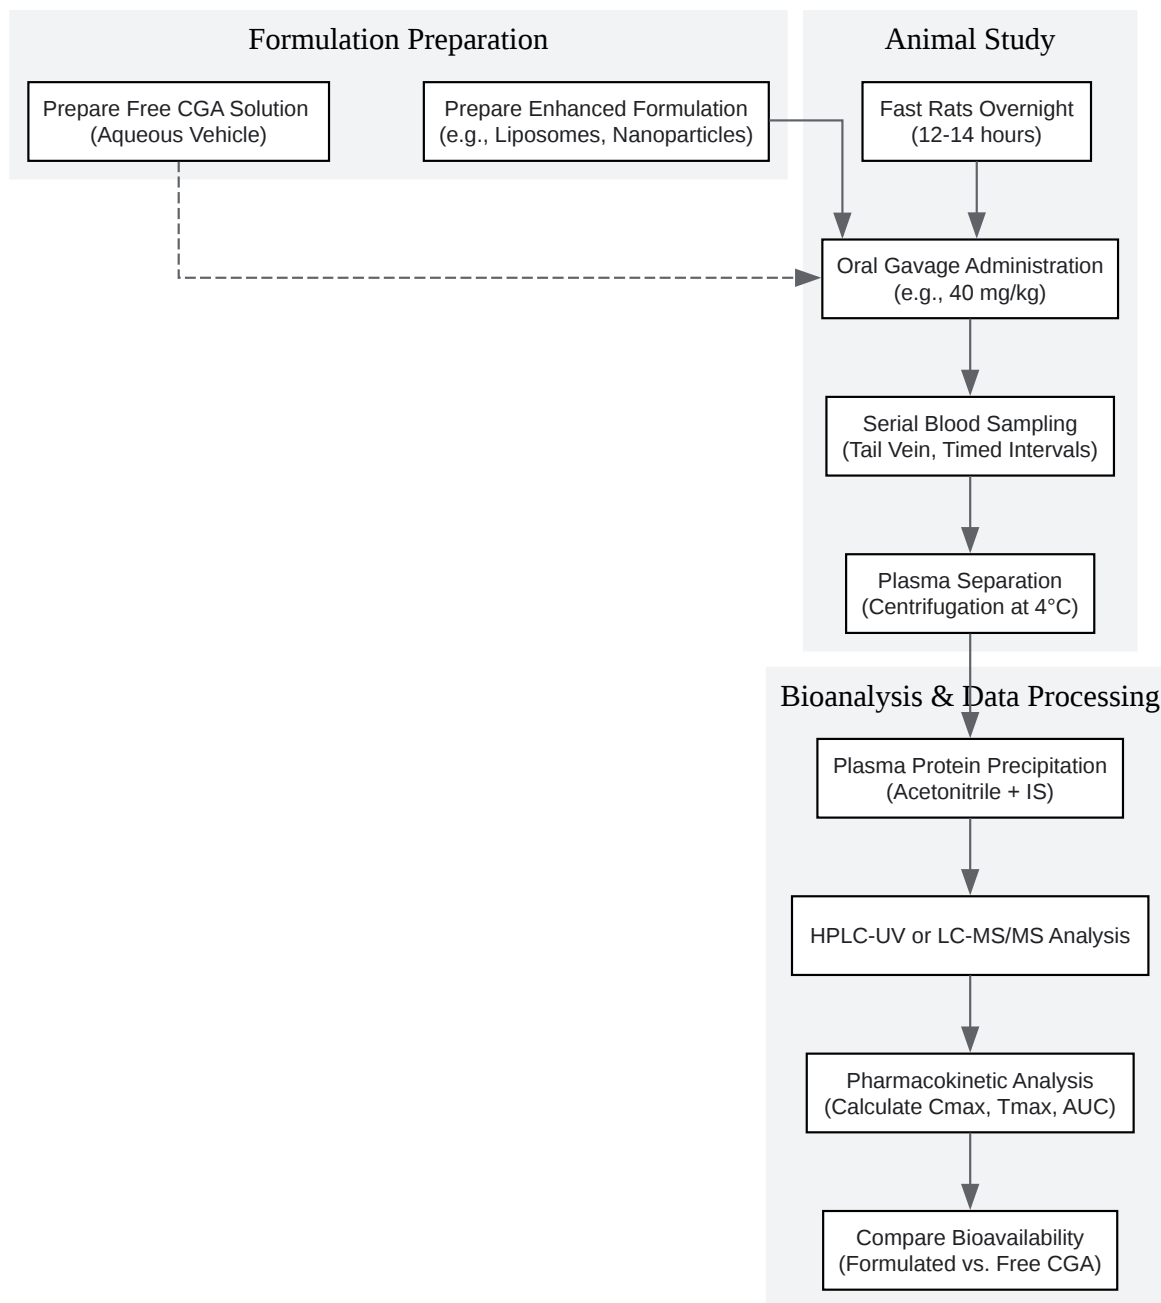 Formulation Preparation
Prepare Free CGA Solution
(Aqueous Vehicle)
Prepare Enhanced Formulation
(e.g., Liposomes, Nanoparticles)
Animal Study
Fast Rats Overnight
(12-14 hours)
Oral Gavage Administration
(e.g., 40 mg/kg)
Serial Blood Sampling
(Tail Vein, Timed Intervals)
Plasma Separation
(Centrifugation at 4°C)
Bioanalysis & Data Processing
Plasma Protein Precipitation
(Acetonitrile + IS)
HPLC-UV or LC-MS/MS Analysis
Pharmacokinetic Analysis
(Calculate Cmax, Tmax, AUC)
Compare Bioavailability
(Formulated vs. Free CGA)